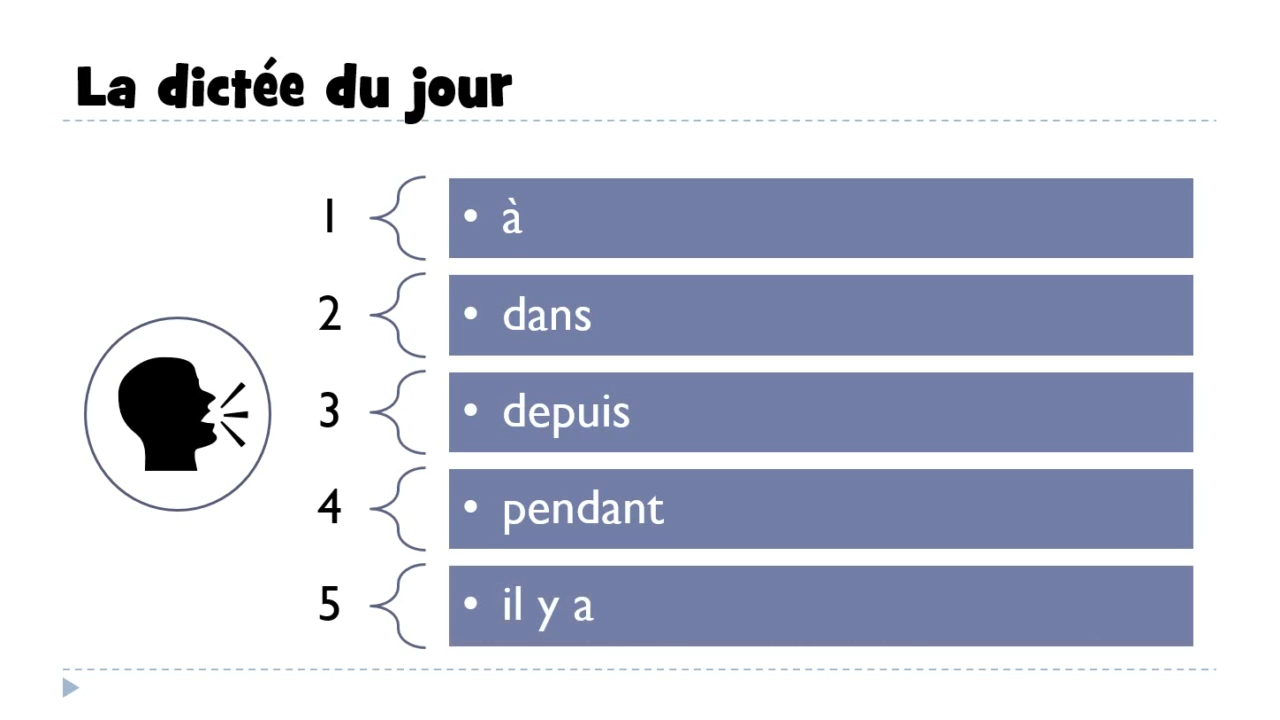 La dictée du jour
1 • à
2 • dans
3 • depuis
4 • pendant
5 • il y a